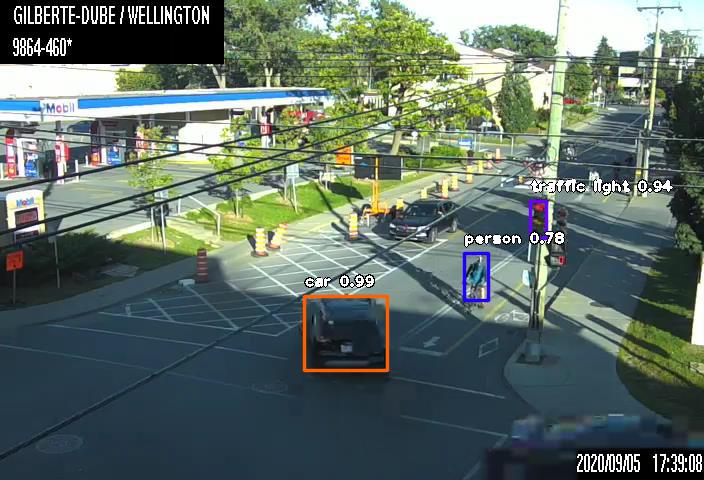 GILBERTE-DUBE / WELLINGTON
9864-460*
Mobil
traffic light 0.94
person 0.78
car 0.99
2020/09/05 17:39:08